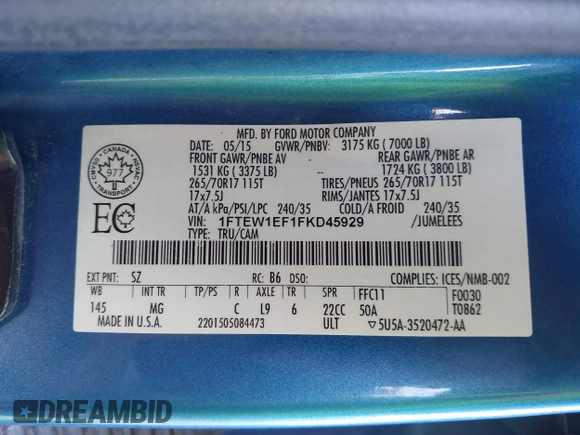 MFD. BY FORD MOTOR COMPANY
DATE: 05/15 GVWR/PNBV: 3175 KG ( 7000 LB)
FRONT GAWR/PNBE AV REAR GAWR/PNBE AR
1531 KG ( 3375 LB) 1724 KG ( 3800 LB)
265/70R17 115T TIRES/PNEUS 265/70R17 115T
17x7.5J RIMS/JANTES 17x7.5J
AT/A kPa/PSI/LPC 240/35 COLD/A FROID 240/35
VIN: 1FTEW1EF1FKD45929 /JUMELEES
TYPE: TRU/CAM
CANADA
CMVSS NSVAC
977
TRANSPORT
EC
EXT PNT: SZ RC: B6 DSO: COMPLIES: ICES/NMB-002
WB INT TR TP/PS R AXLE TR SPR FFC11 F0030
145 MG C L9 6 22CC 50A T0862
MADE IN U.S.A. 2201505084473 ULT 5U5A-3520472-AA
DREAMBID